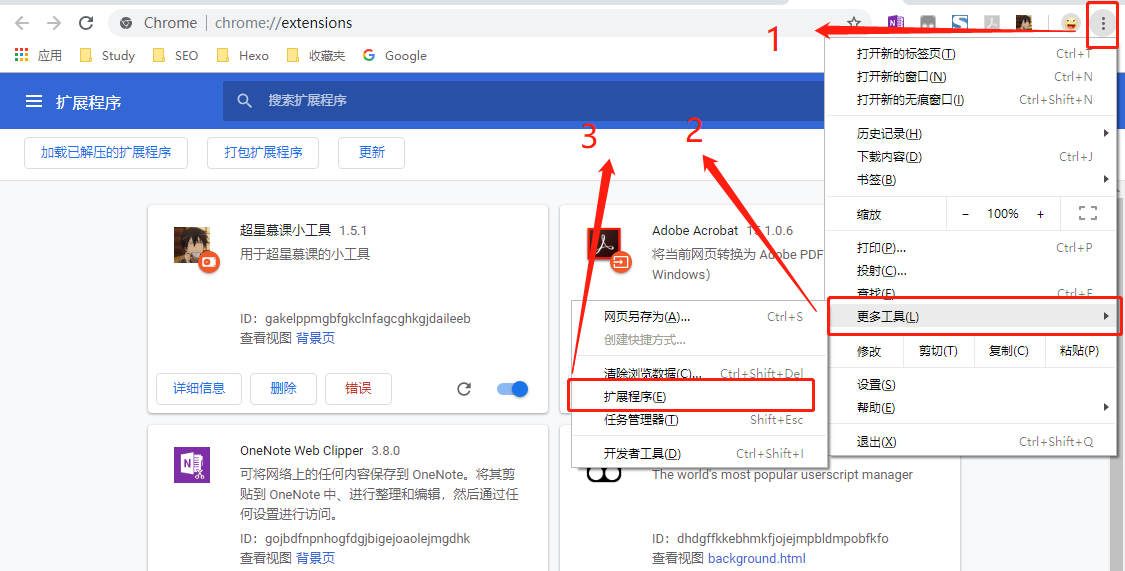 Chrome | chrome://extensions
应用 Study SEO Hexo 收藏夹 Google
1
扩展程序 搜索扩展程序
加载已解压的扩展程序 打包扩展程序 更新
3 2
超星慕课小工具 1.5.1
用于超星慕课的小工具
ID：gakelppmgbfgkclnfagcghkgjdaileeb
查看视图 背景页
详细信息 删除 错误
Adobe Acrobat 1.1.0.6
将当前网页转换为 Adobe PDF
Windows)
OneNote Web Clipper 3.8.0
可将网络上的任何内容保存到 OneNote。将其剪
贴到 OneNote 中、进行整理和编辑，然后通过任
何设置进行访问。
ID：gojbdfnpnhogfdgjbigejoaolejmgdhk
查看视图 背景页
The world's most popular userscript manager
ID：dhdgffkkebhmkfjojejmpbldmpobfkfo
查看视图 background.html
打开新的标签页(T) Ctrl+T
打开新的窗口(N) Ctrl+N
打开新的无痕窗口(I) Ctrl+Shift+N
历史记录(H)
下载内容(D) Ctrl+J
书签(B)
缩放 − 100% +
打印(P)... Ctrl+P
投射(C)...
查找(F)... Ctrl+F
更多工具(L)
修改 剪切(T) 复制(C) 粘贴(P)
设置(S)
帮助(E)
退出(X) Ctrl+Shift+Q
网页另存为(A)... Ctrl+S
创建快捷方式...
清除浏览数据(C)... Ctrl+Shift+Del
扩展程序(E)
任务管理器(T) Shift+Esc
开发者工具(D) Ctrl+Shift+I